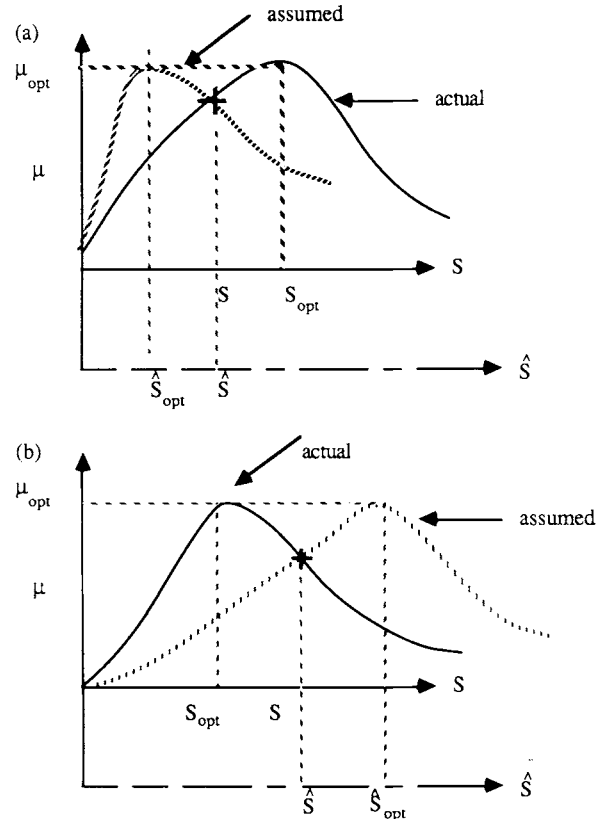 (a)
assumed
μopt
actual
μ
S
S Sopt
Ŝopt Ŝ
Ŝ
(b)
actual
μopt
assumed
μ
S
Sopt S
Ŝ Ŝopt
Ŝ